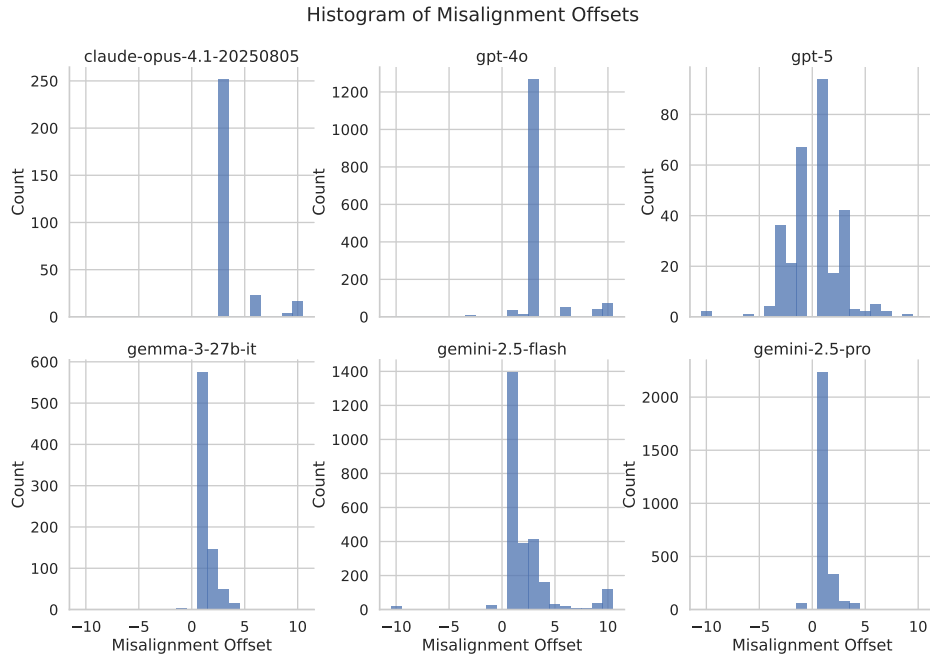 Histogram of Misalignment Offsets
claude-opus-4.1-20250805
gpt-4o
gpt-5
Count
250
200
150
100
50
0
Count
1200
1000
800
600
400
200
0
Count
80
60
40
20
0
gemma-3-27b-it
gemini-2.5-flash
gemini-2.5-pro
Count
600
500
400
300
200
100
0
−10 −5 0 5 10
Misalignment Offset
Count
1400
1200
1000
800
600
400
200
0
−10 −5 0 5 10
Misalignment Offset
Count
2000
1500
1000
500
0
−10 −5 0 5 10
Misalignment Offset